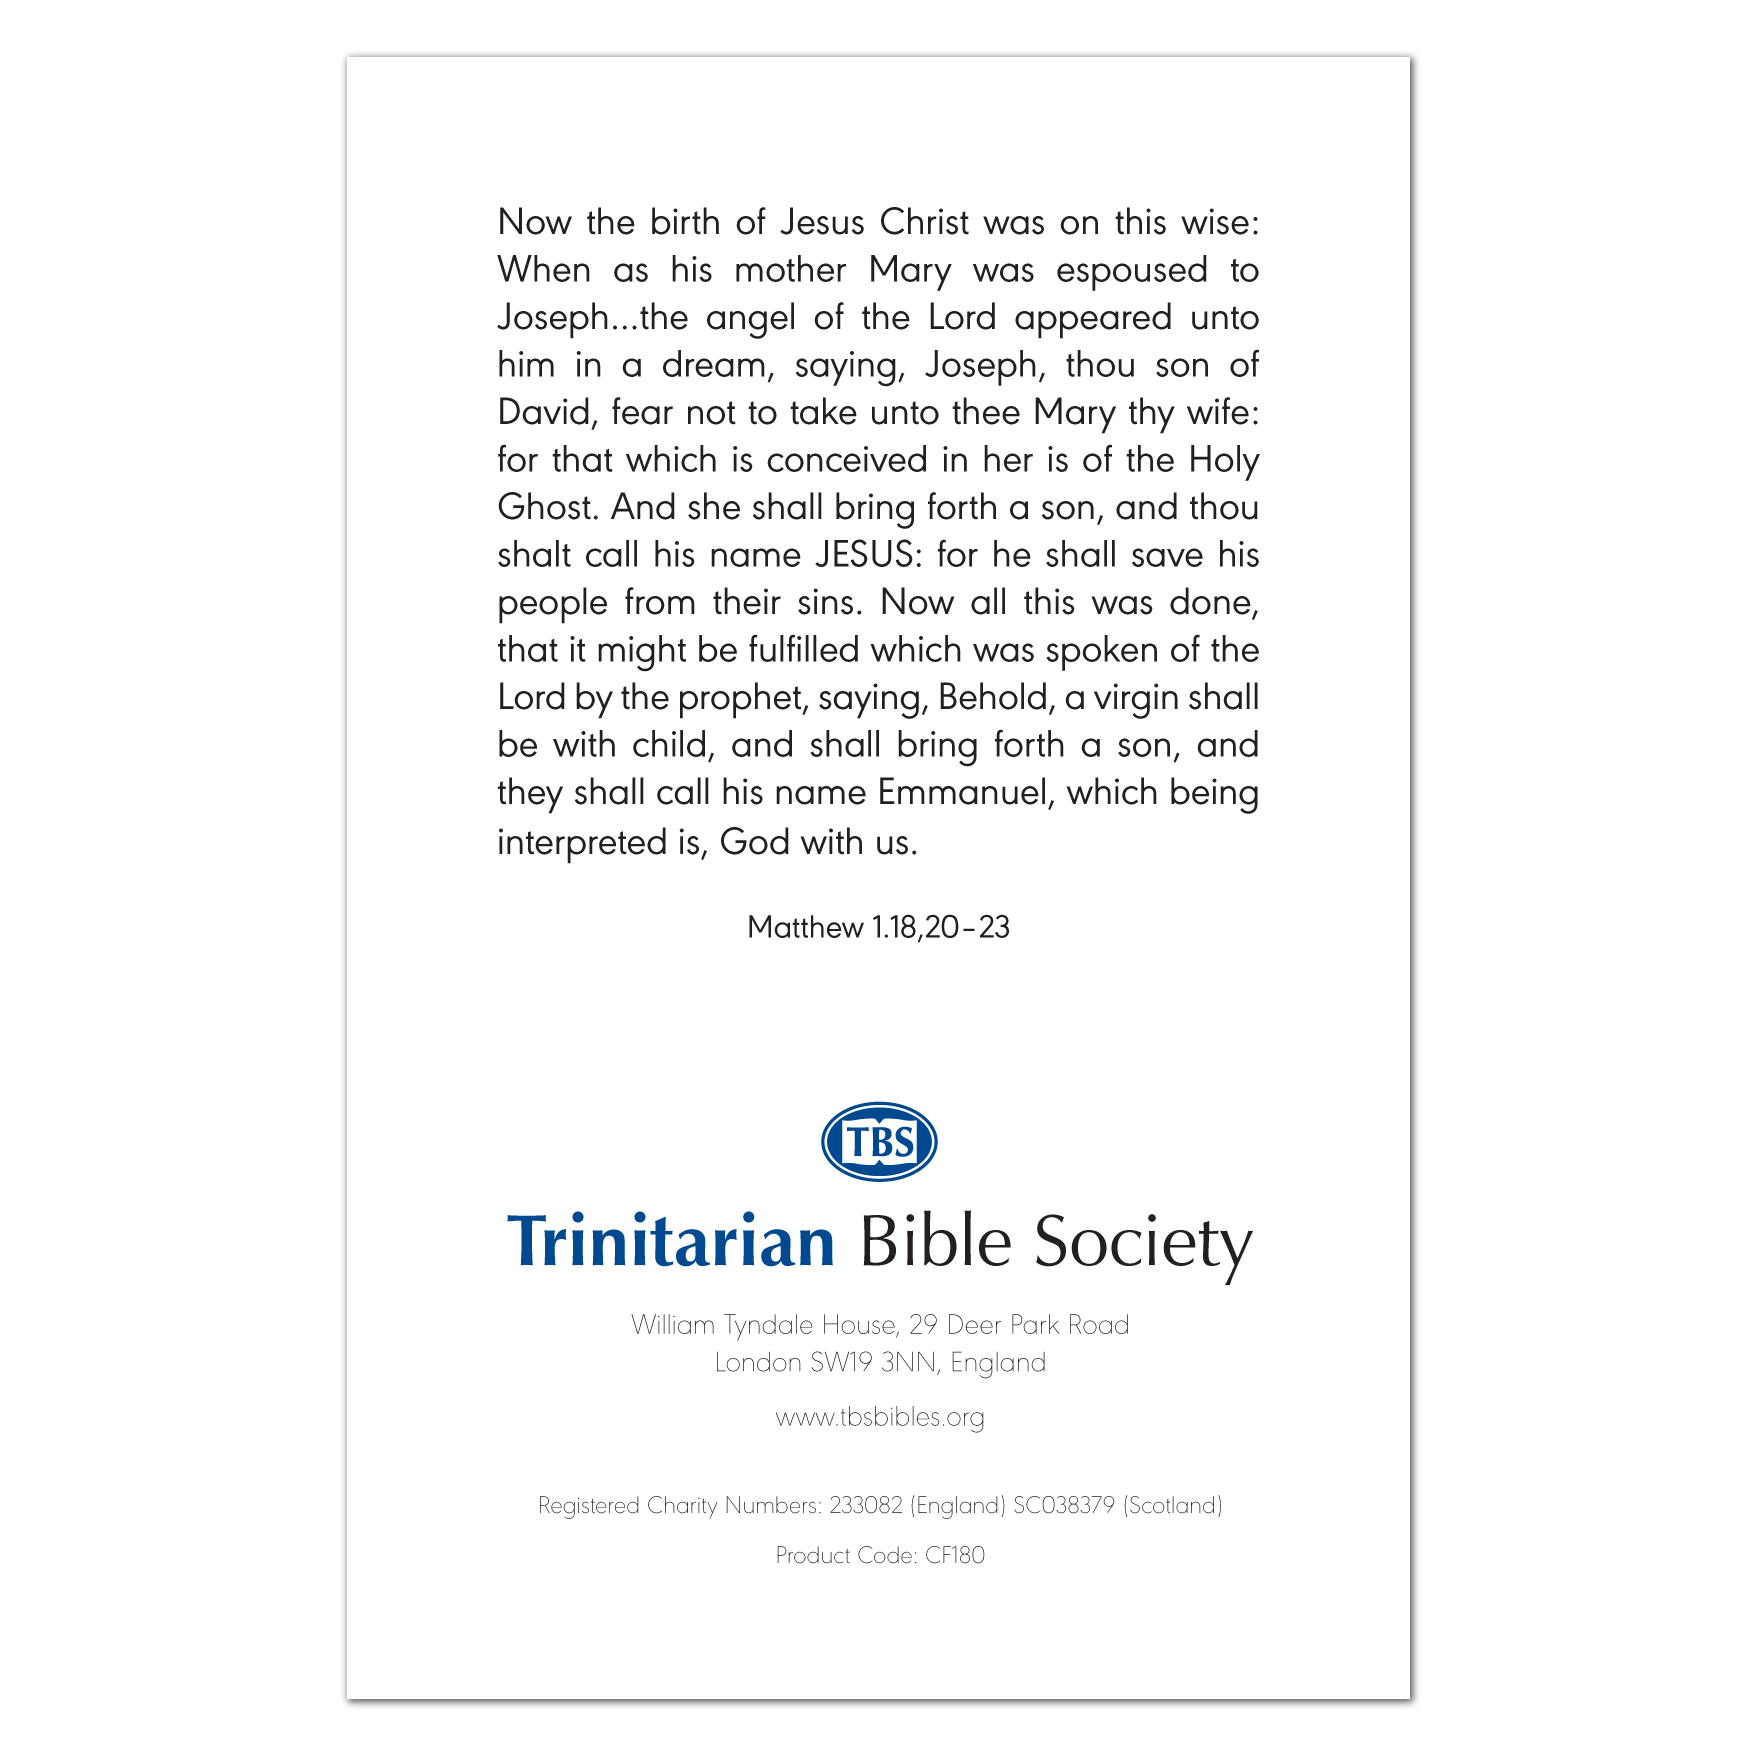 Now the birth of Jesus Christ was on this wise:
When as his mother Mary was espoused to
Joseph...the angel of the Lord appeared unto
him in a dream, saying, Joseph, thou son of
David, fear not to take unto thee Mary thy wife:
for that which is conceived in her is of the Holy
Ghost. And she shall bring forth a son, and thou
shalt call his name JESUS: for he shall save his
people from their sins. Now all this was done,
that it might be fulfilled which was spoken of the
Lord by the prophet, saying, Behold, a virgin shall
be with child, and shall bring forth a son, and
they shall call his name Emmanuel, which being
interpreted is, God with us.
Matthew 1.18,20–23
TBS
Trinitarian Bible Society
William Tyndale House, 29 Deer Park Road
London SW19 3NN, England
www.tbsbibles.org
Registered Charity Numbers: 233082 (England) SC038379 (Scotland)
Product Code: CF180